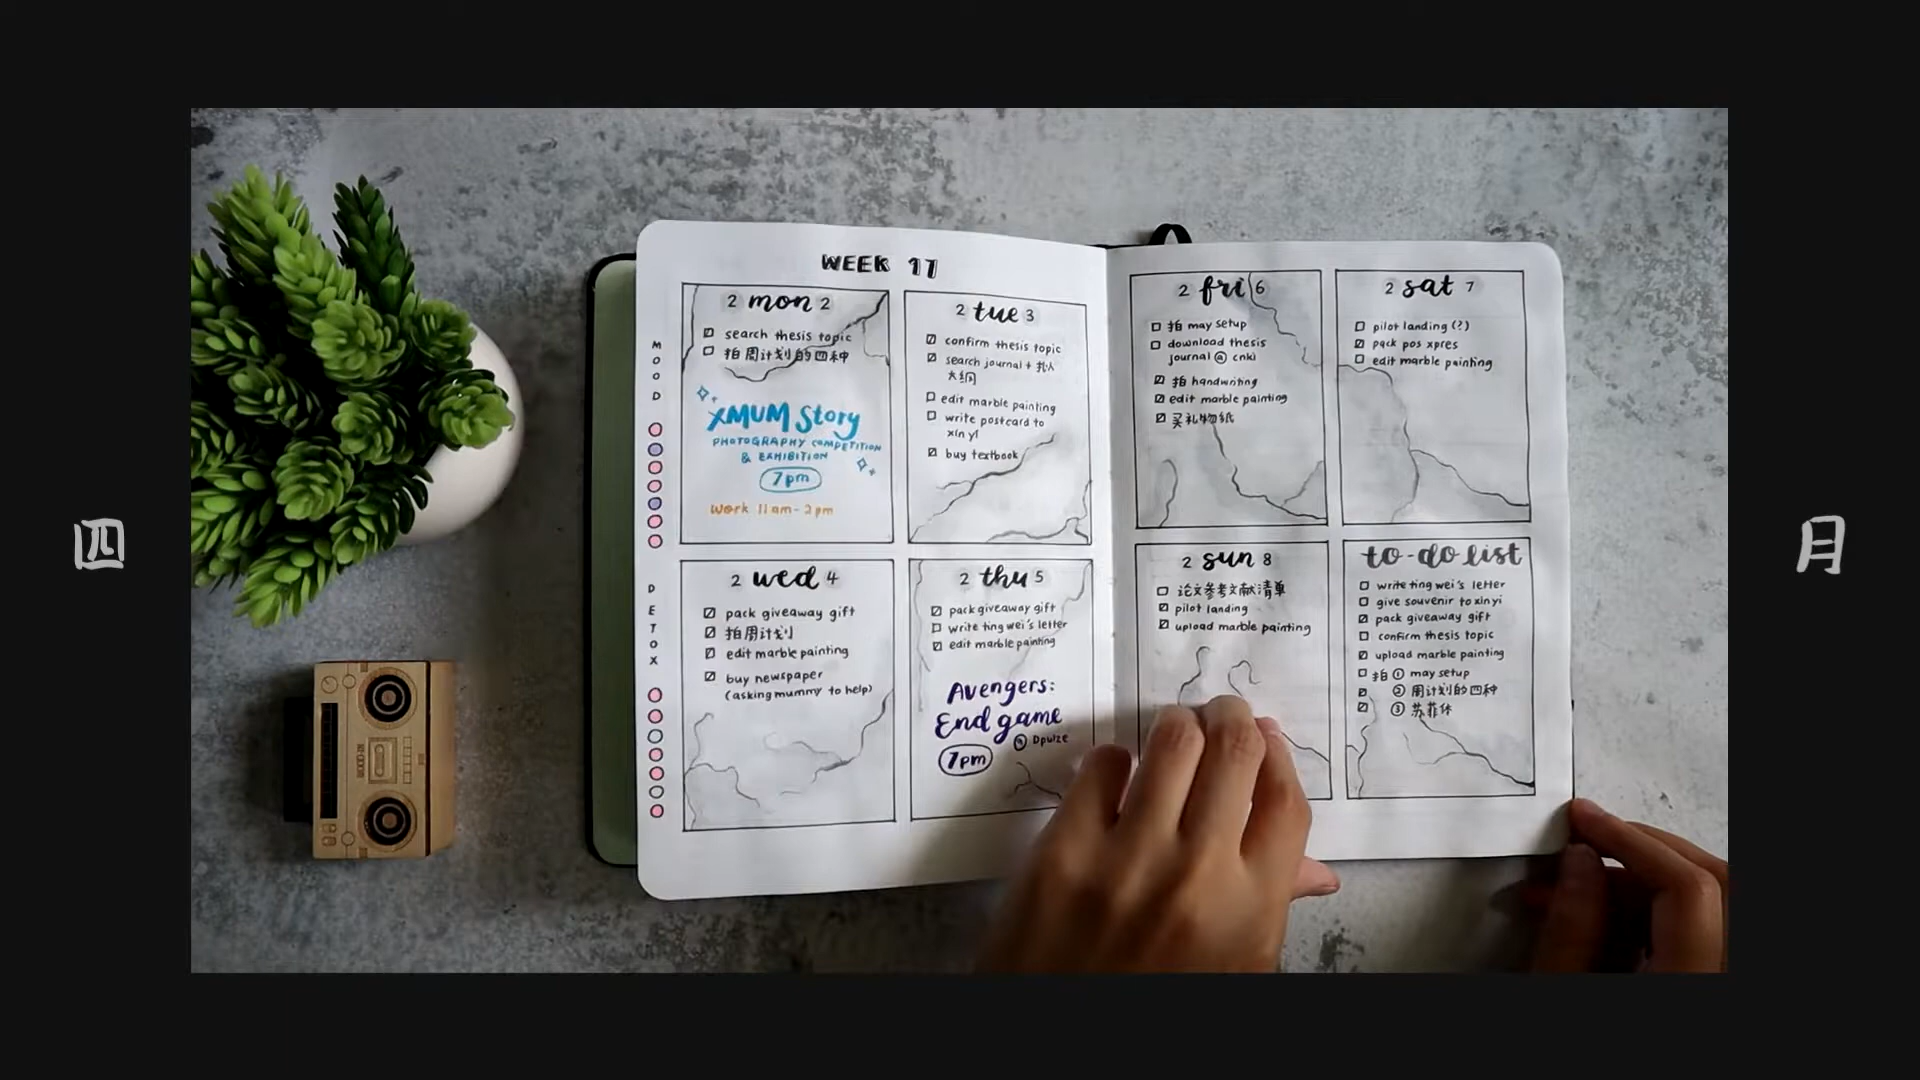 四
月
WEEK 17
MOOD
DETOX
2 mon 2
search thesis topic
拍周计划的四种
XMUM Story
PHOTOGRAPHY COMPETITION
& EXHIBITION
7pm
work 11am-2pm
2 tue 3
confirm thesis topic
search journal + 拟
大纲
edit marble painting
write postcard to
xin yi
buy textbook
2 wed 4
pack giveaway gift
拍周计划
edit marble painting
buy newspaper
(asking mummy to help)
2 thu 5
pack giveaway gift
write ting wei's letter
edit marble painting
Avengers:
End game
@ Dpulze
7pm
2 fri 6
拍 may setup
download thesis
journal @ cnki
拍 handwriting
edit marble painting
买礼物纸
2 sat 7
pilot landing (?)
pack pos xpres
edit marble painting
2 sun 8
论文参考文献清单
pilot landing
upload marble painting
to-do list
write ting wei's letter
give souvenir to xin yi
pack giveaway gift
confirm thesis topic
upload marble painting
拍 ① may setup
② 周计划的四种
③ 苏菲休